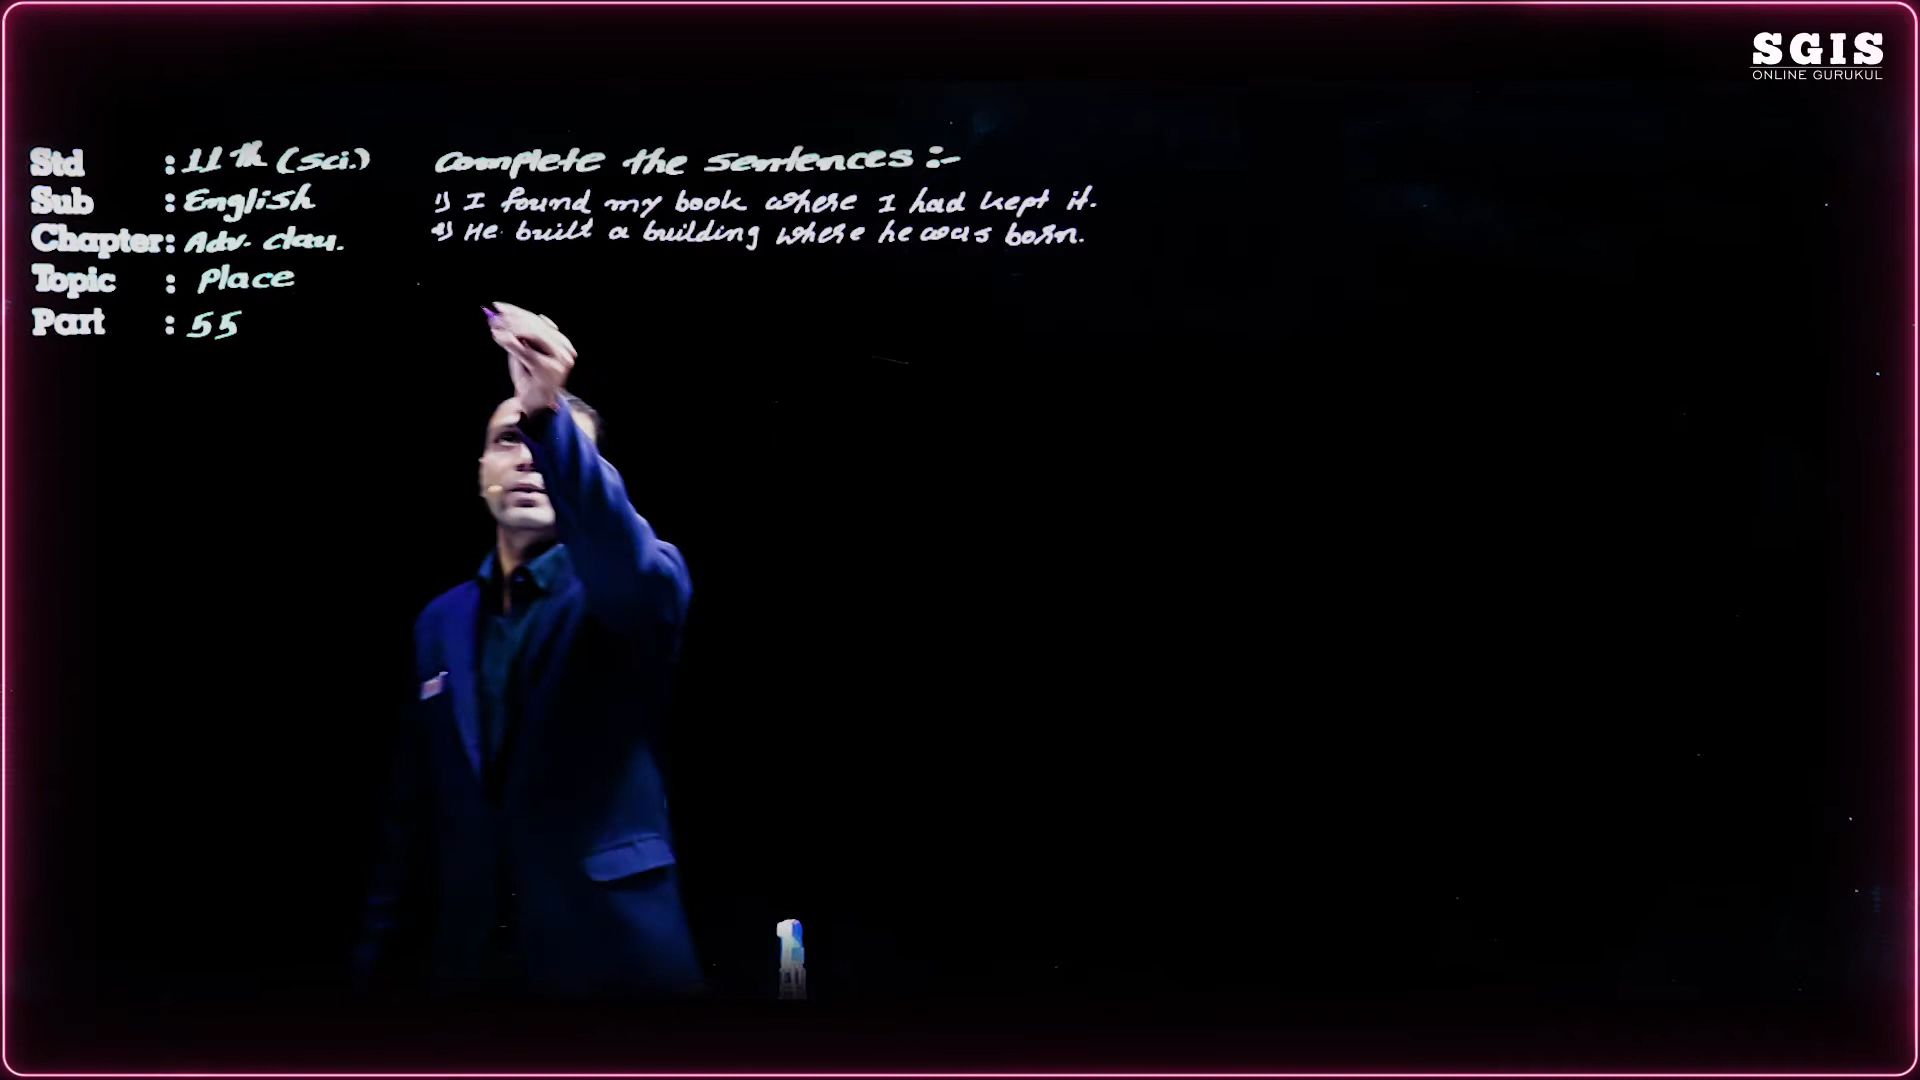 SGIS
ONLINE GURUKUL
Std : 11th (Sci.)
Sub : English
Chapter : Adv. clau.
Topic : Place
Part : 55
Complete the sentences :-
1) I found my book where I had kept it.
2) He built a building where he was born.